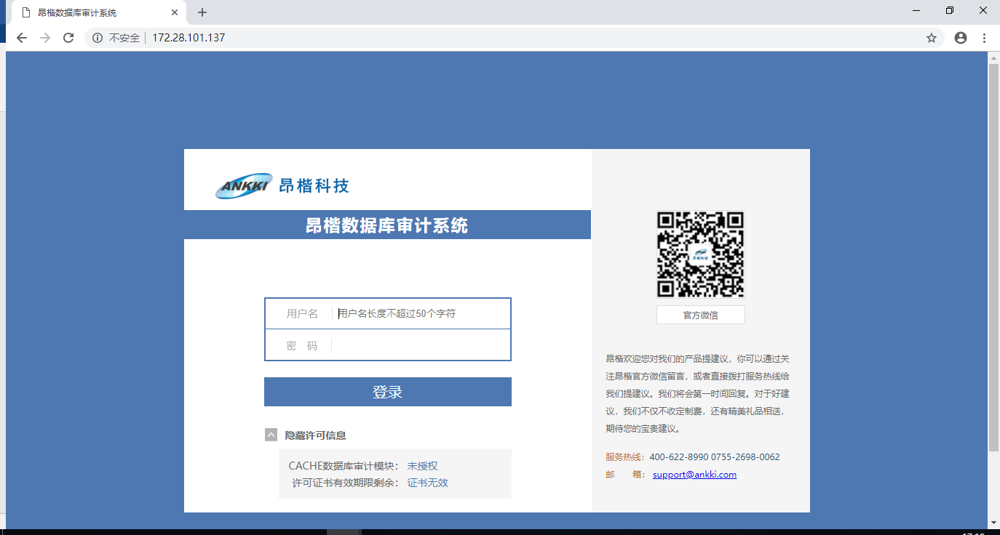 昂楷数据库审计系统
不安全 172.28.101.137
ANKKI 昂楷科技
昂楷数据库审计系统
用户名 用户名长度不超过50个字符
密 码
登录
隐藏许可信息
CACHE数据库审计模块： 未授权
许可证书有效期限剩余： 证书无效
昂楷科技
官方微信
昂楷欢迎您对我们的产品提建议，你可以通过关
注昂楷官方微信留言，或者直接拨打服务热线给
我们提建议。我们将会第一时间回复。对于好建
议，我们不仅不收定制费，还有精美礼品相送，
期待您的宝贵建议。
服务热线：400-622-8990 0755-2698-0062
邮 箱： support@ankki.com